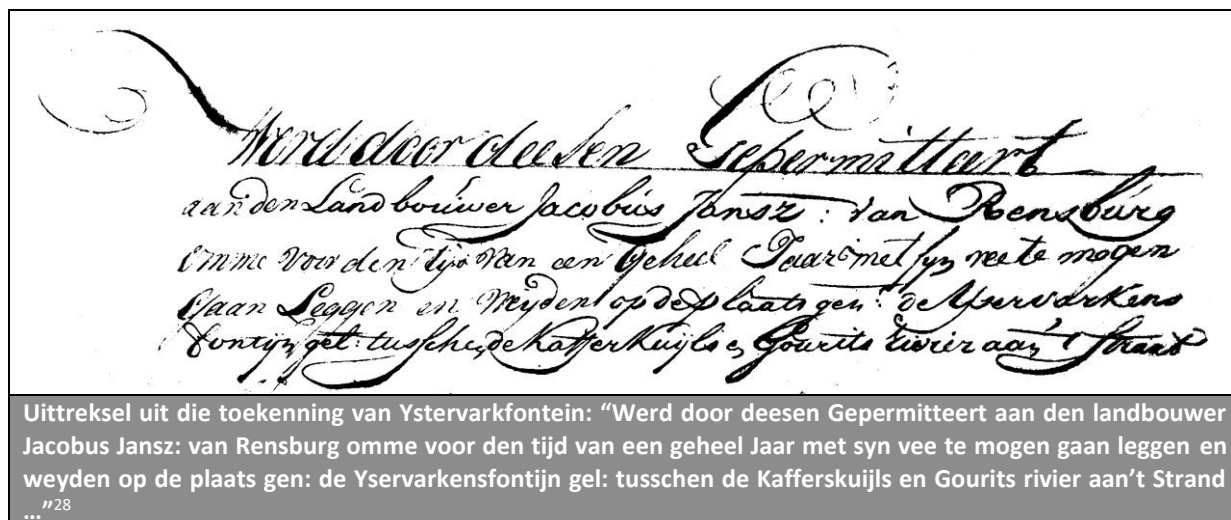 Werd door deesen Gepermitteert
aan den Landbouwer Jacobus Jansz: van Rensburg
omme voor den tijd van een Geheel Jaar met syn vee te mogen
Gaan Leggen en Weyden op de plaats gen: de Yservarkens
fontijn gel: tusschen de Kafferkuijls en Gourits rivier aan 't Strand
Uittreksel uit die toekenning van Ystervarkfontein: “Werd door deesen Gepermitteert aan den landbouwer
Jacobus Jansz: van Rensburg omme voor den tijd van een geheel Jaar met syn vee te mogen gaan leggen en
weyden op de plaats gen: de Yservarkensfontijn gel: tusschen de Kafferskuijls en Gourits rivier aan’t Strand
…”28